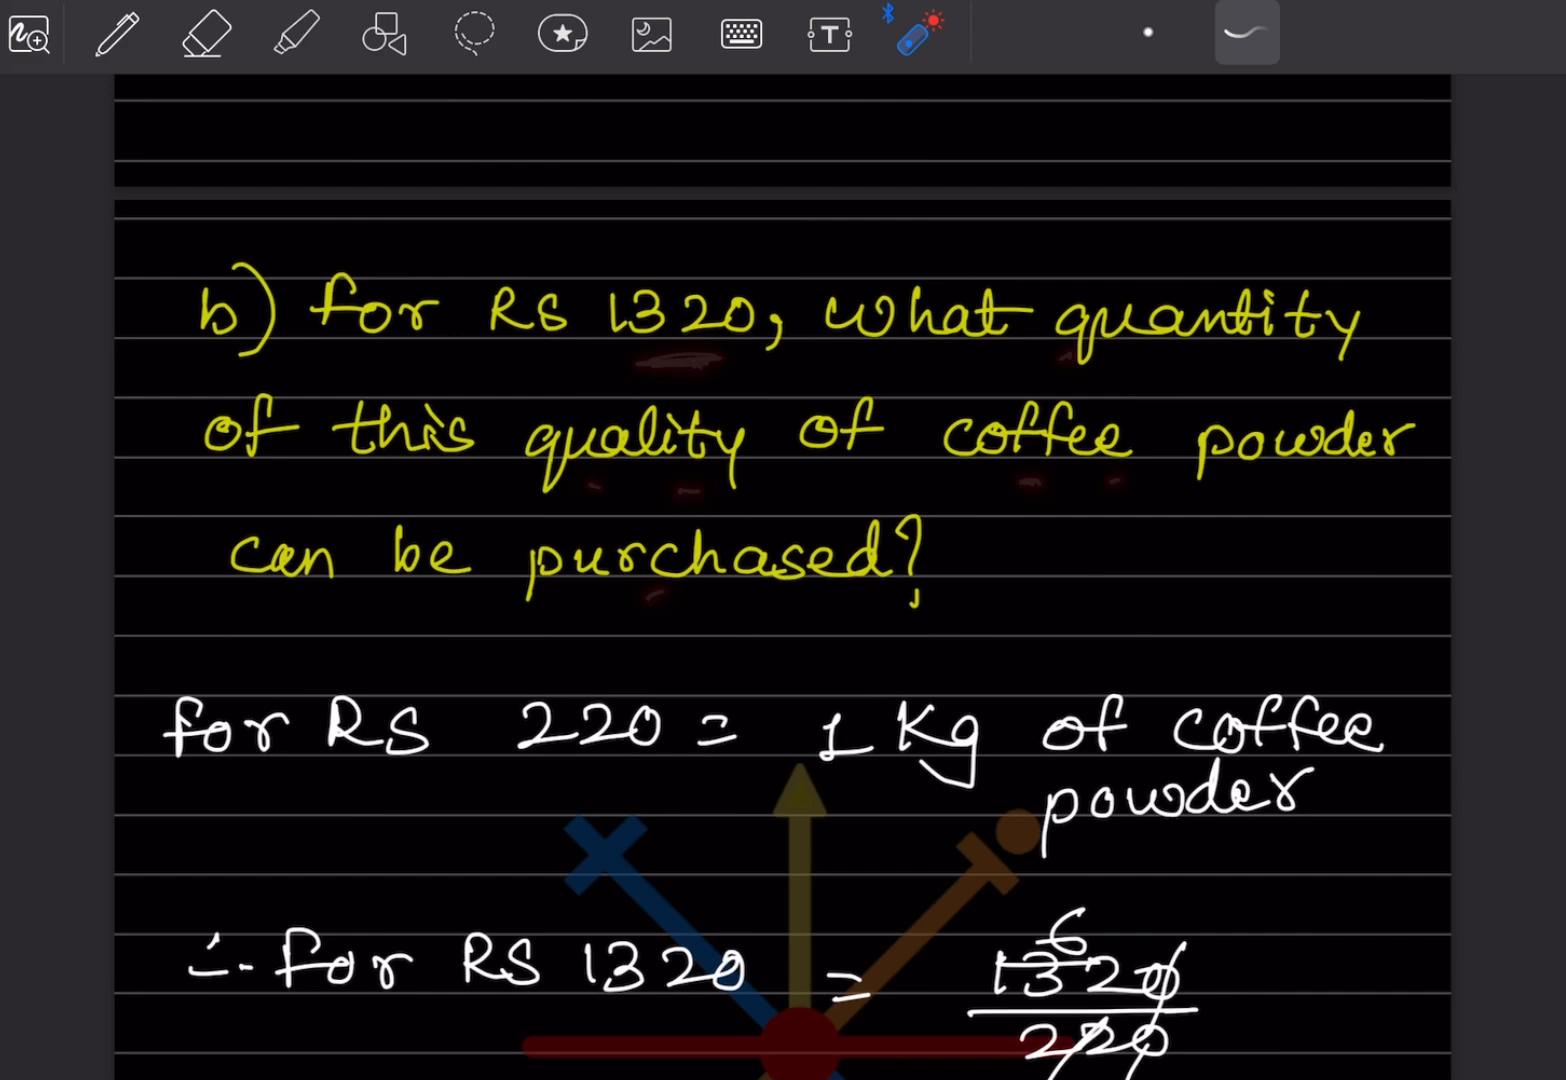 b) for RS 1320, what quantity
of this quality of coffee powder
can be purchased?
for RS 220 = 1 Kg of coffee
powder
∴ for RS 1320 = 1320/220
6